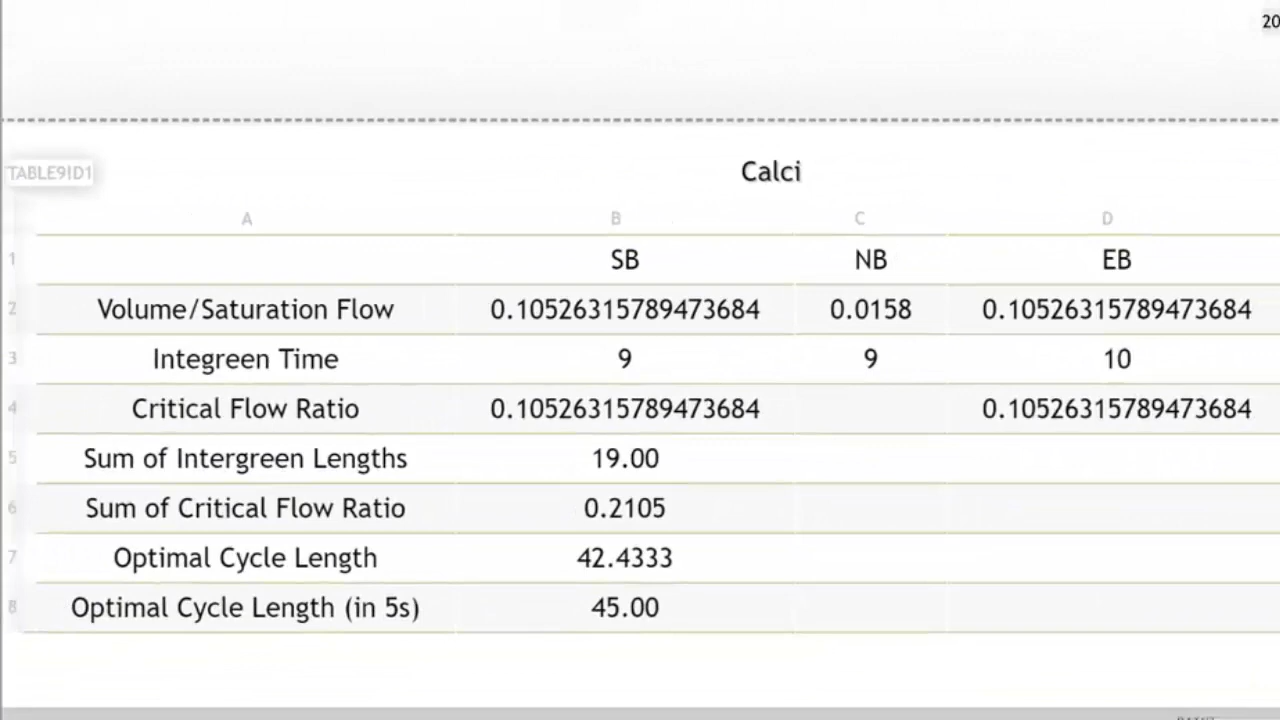 20
TABLE9ID1
Calci
A B C D
1 SB NB EB
2 Volume/Saturation Flow 0.10526315789473684 0.0158 0.10526315789473684
3 Integreen Time 9 9 10
4 Critical Flow Ratio 0.10526315789473684 0.10526315789473684
5 Sum of Intergreen Lengths 19.00
6 Sum of Critical Flow Ratio 0.2105
7 Optimal Cycle Length 42.4333
8 Optimal Cycle Length (in 5s) 45.00